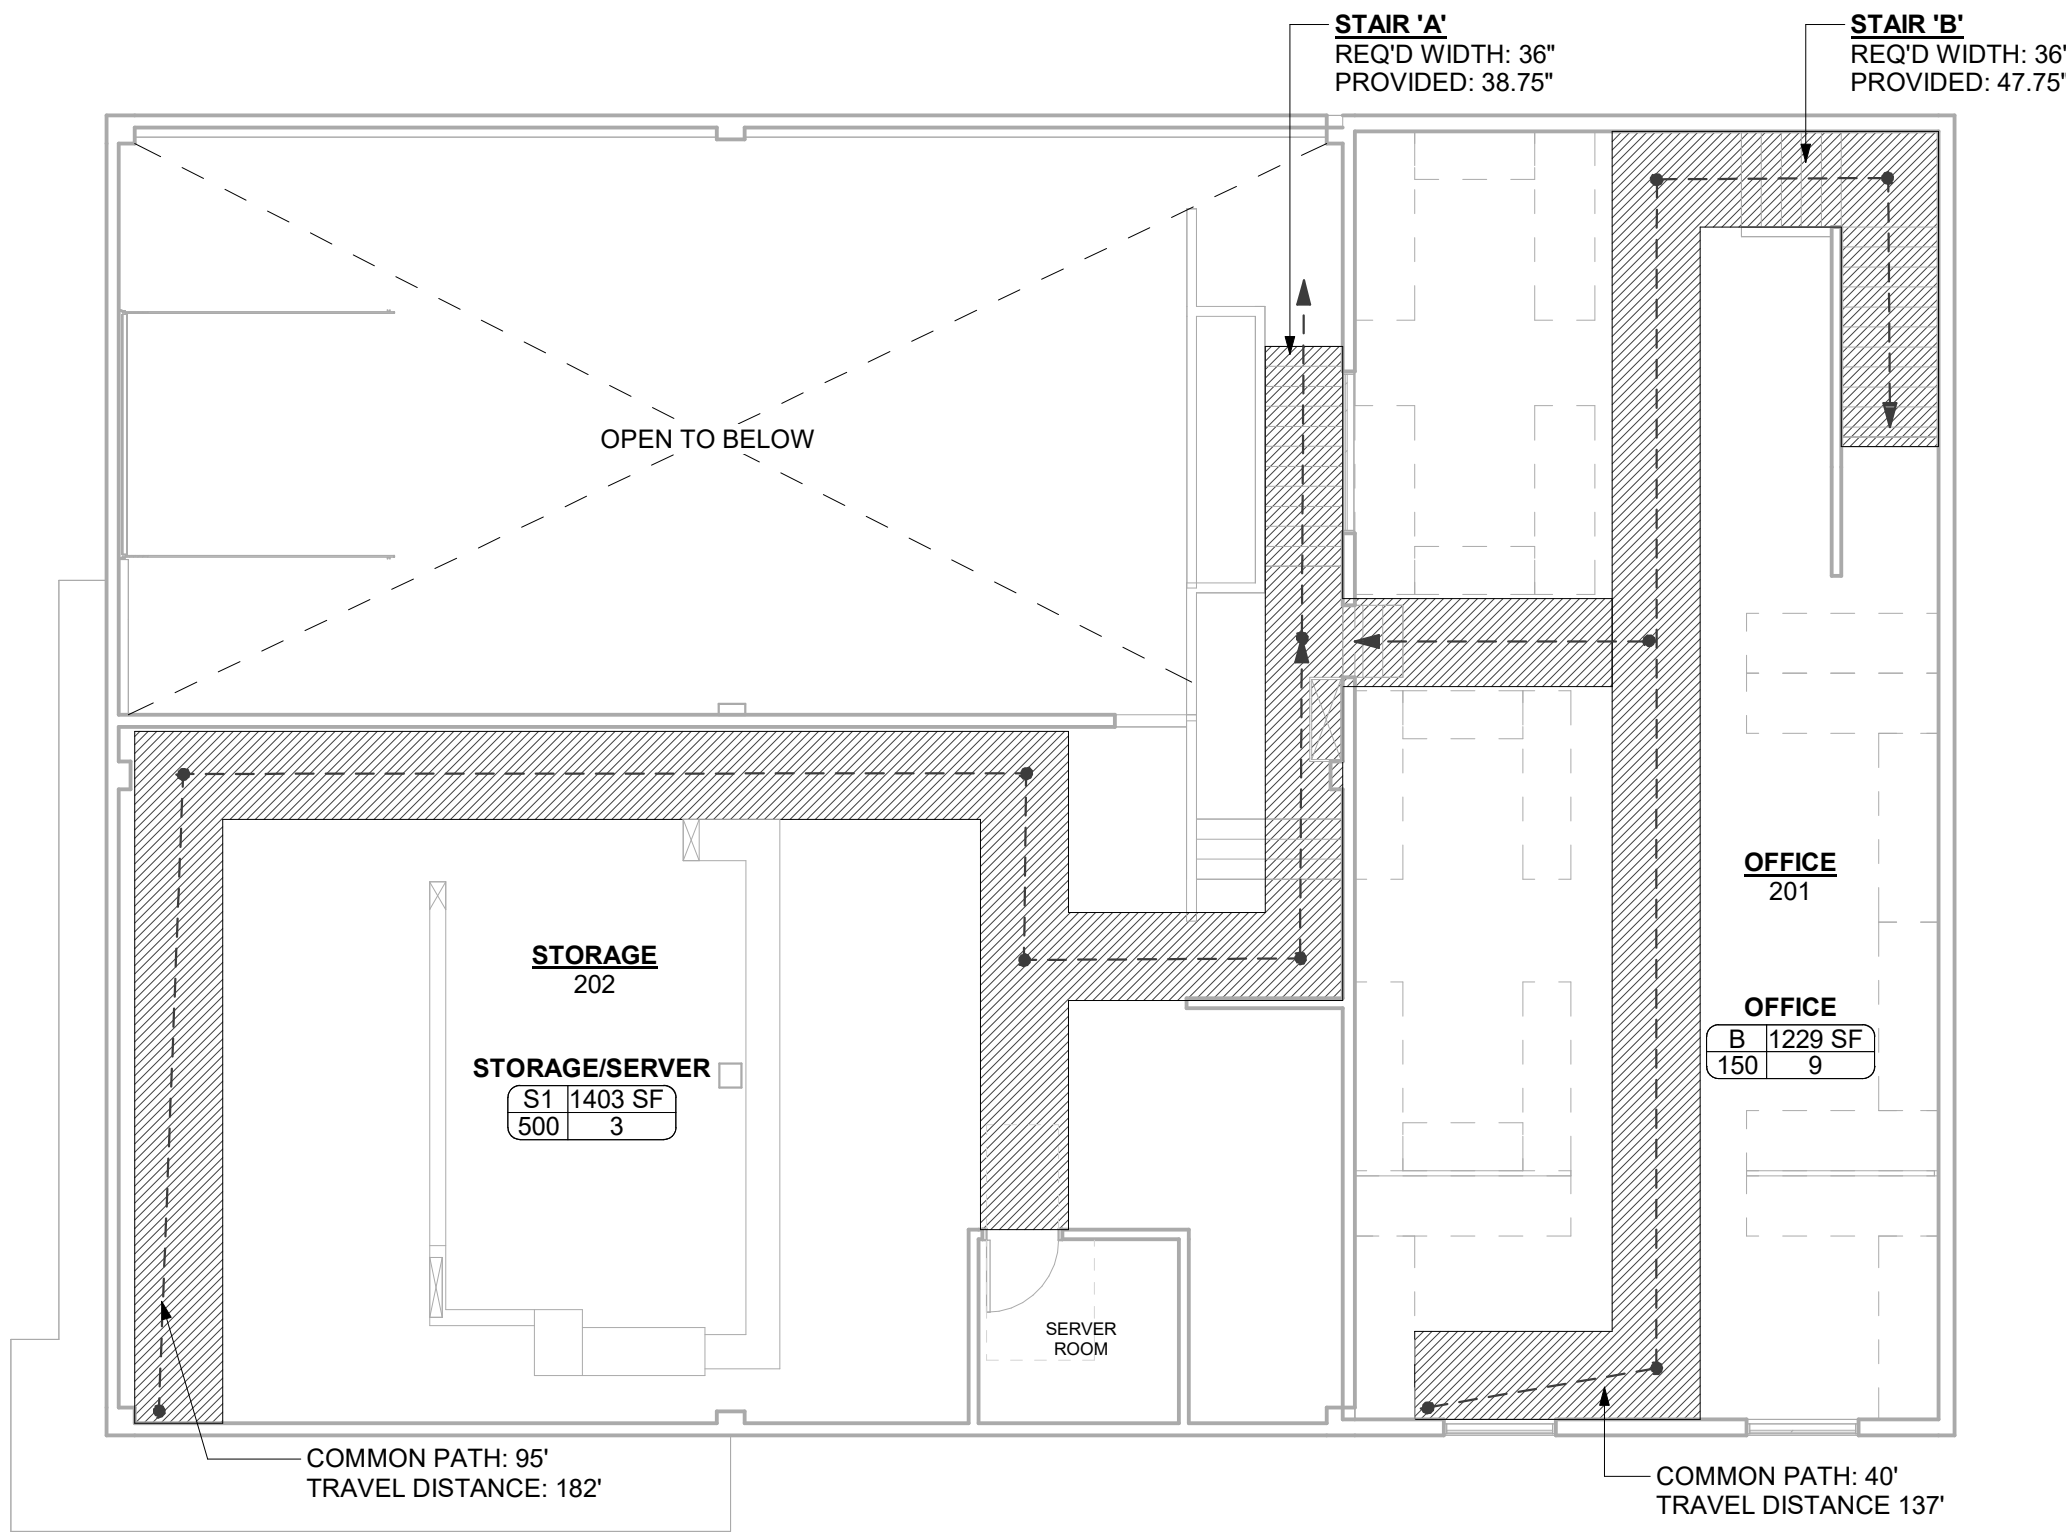 STAIR 'A'
REQ'D WIDTH: 36"
PROVIDED: 38.75"
STAIR 'B'
REQ'D WIDTH: 36"
PROVIDED: 47.75"
OPEN TO BELOW
OFFICE
201
STORAGE
202
OFFICE
B 1229 SF
150 9
STORAGE/SERVER
S1 1403 SF
500 3
SERVER
ROOM
COMMON PATH: 95'
TRAVEL DISTANCE: 182'
COMMON PATH: 40'
TRAVEL DISTANCE 137'